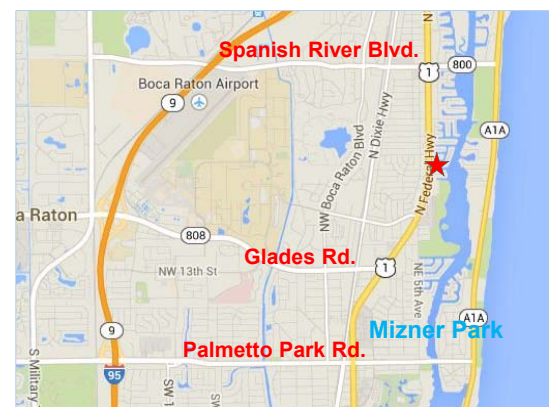 N
Spanish River Blvd.
800
1
Boca Raton Airport
9
A1A
N Dixie Hwy
NW Boca Raton Blvd
N Federal Hwy
a Raton
808
Glades Rd.
1
NW 13th St
NE 5th Ave
A1A
Mizner Park
9
Palmetto Park Rd.
S Military
95
SW 1
SW